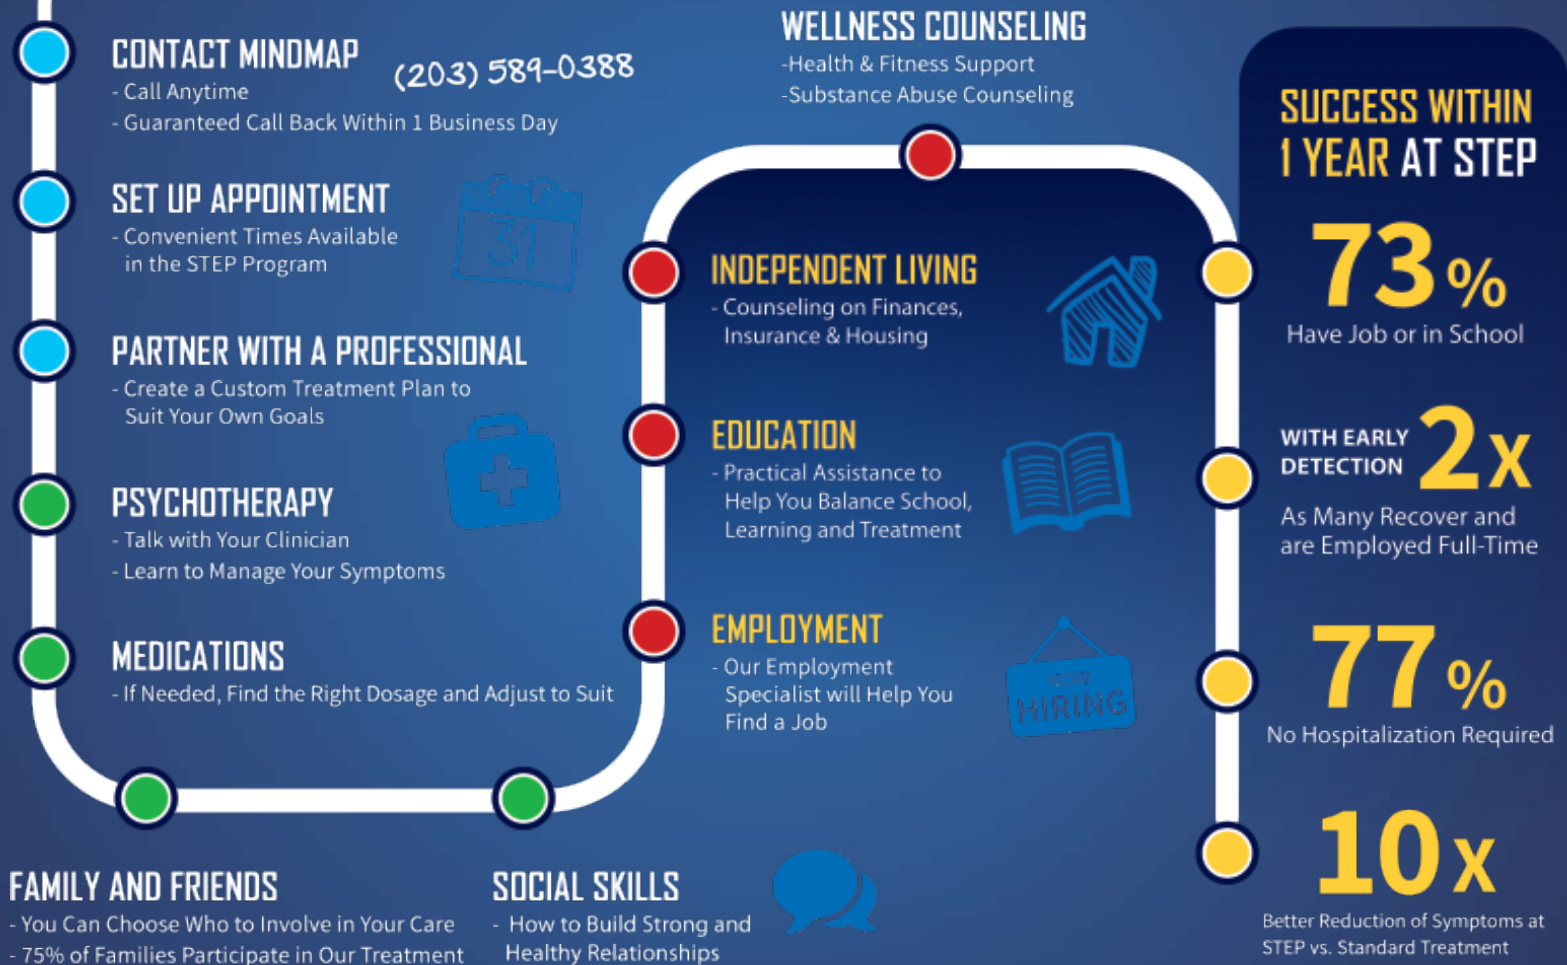 CONTACT MINDMAP
(203) 589-0388
- Call Anytime
- Guaranteed Call Back Within 1 Business Day
SET UP APPOINTMENT
- Convenient Times Available
in the STEP Program
31
PARTNER WITH A PROFESSIONAL
- Create a Custom Treatment Plan to
Suit Your Own Goals
PSYCHOTHERAPY
- Talk with Your Clinician
- Learn to Manage Your Symptoms
MEDICATIONS
- If Needed, Find the Right Dosage and Adjust to Suit
FAMILY AND FRIENDS
- You Can Choose Who to Involve in Your Care
- 75% of Families Participate in Our Treatment
SOCIAL SKILLS
- How to Build Strong and
Healthy Relationships
EMPLOYMENT
- Our Employment
Specialist will Help You
Find a Job
NOW
HIRING
EDUCATION
- Practical Assistance to
Help You Balance School,
Learning and Treatment
INDEPENDENT LIVING
- Counseling on Finances,
Insurance & Housing
WELLNESS COUNSELING
-Health & Fitness Support
-Substance Abuse Counseling
SUCCESS WITHIN
1 YEAR AT STEP
73%
Have Job or in School
WITH EARLY
DETECTION
2x
As Many Recover and
are Employed Full-Time
77%
No Hospitalization Required
10x
Better Reduction of Symptoms at
STEP vs. Standard Treatment